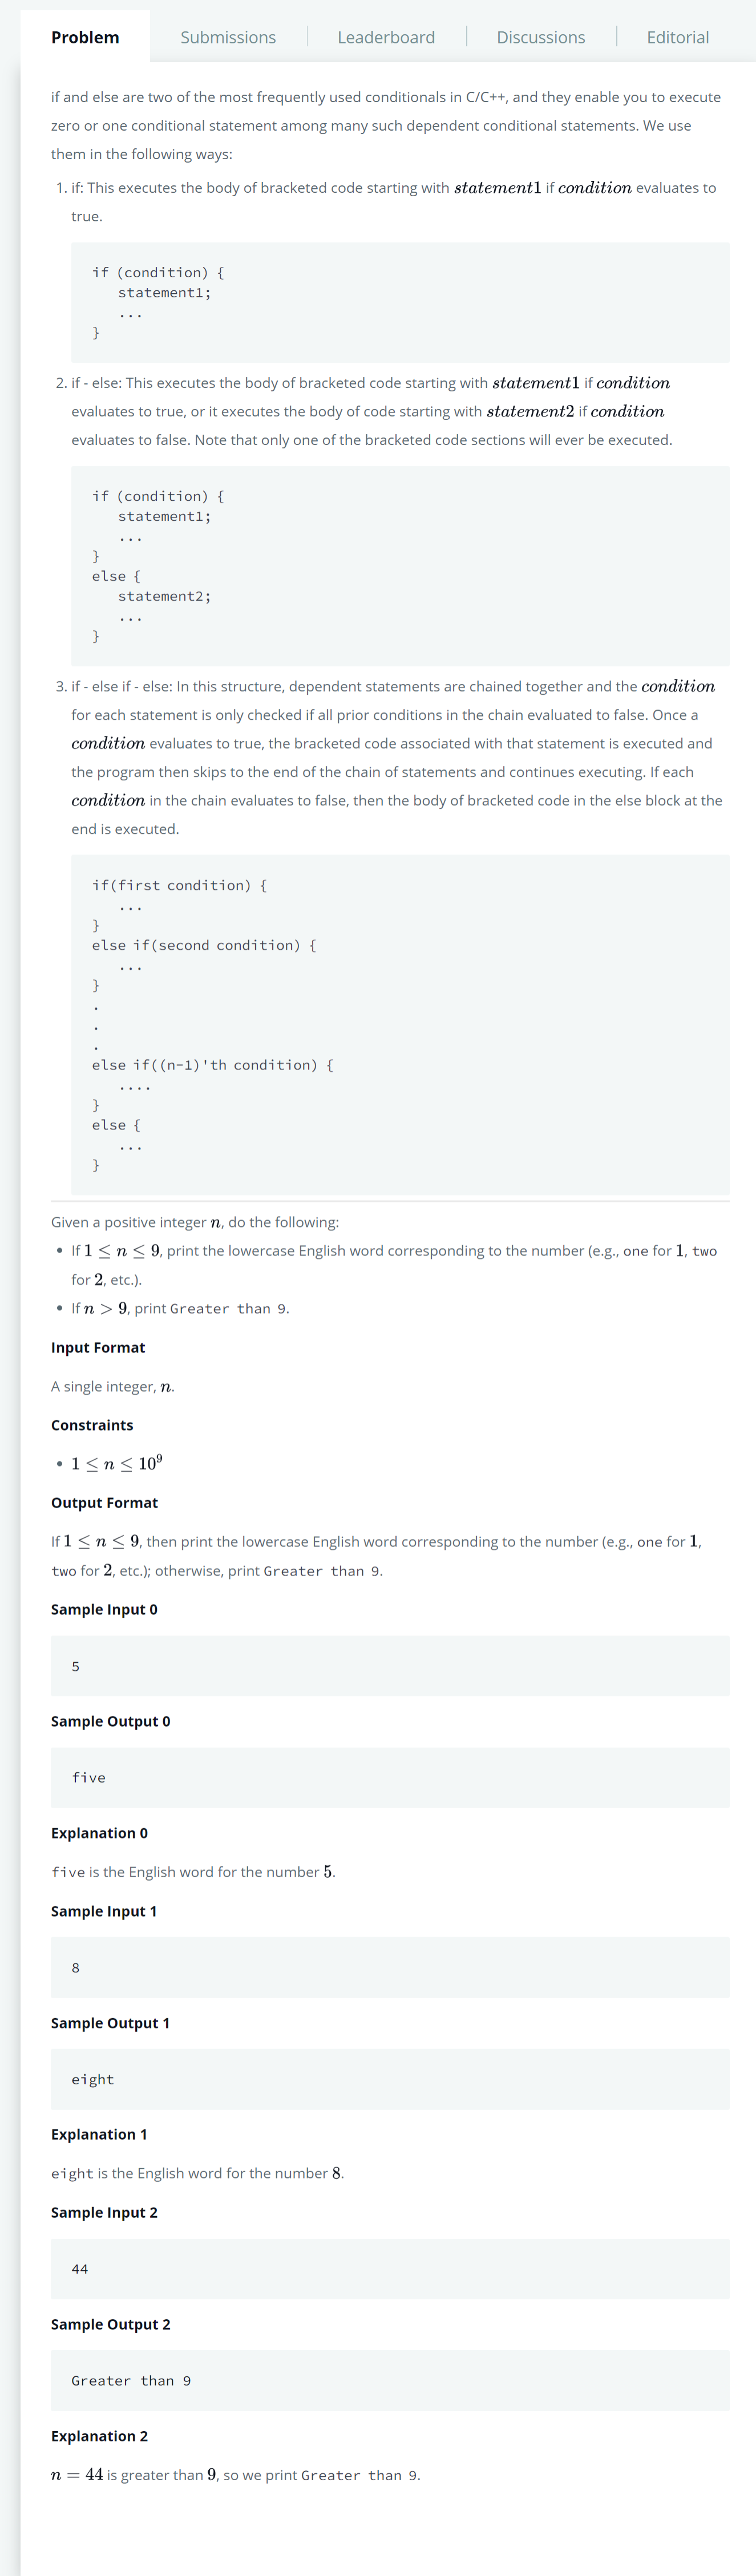 Problem
Submissions
Leaderboard
Discussions
Editorial
if and else are two of the most frequently used conditionals in C/C++, and they enable you to execute
zero or one conditional statement among many such dependent conditional statements. We use
them in the following ways:
1. if: This executes the body of bracketed code starting with statement1 if condition evaluates to
true.
if (condition) {
statement1;
...
}
2. if - else: This executes the body of bracketed code starting with statement1 if condition
evaluates to true, or it executes the body of code starting with statement2 if condition
evaluates to false. Note that only one of the bracketed code sections will ever be executed.
if (condition) {
statement1;
...
}
else {
statement2;
...
}
3. if - else if - else: In this structure, dependent statements are chained together and the condition
for each statement is only checked if all prior conditions in the chain evaluated to false. Once a
condition evaluates to true, the bracketed code associated with that statement is executed and
the program then skips to the end of the chain of statements and continues executing. If each
condition in the chain evaluates to false, then the body of bracketed code in the else block at the
end is executed.
if(first condition) {
...
}
else if(second condition) {
...
}
.
.
.
else if((n-1)'th condition) {
....
}
else {
...
}
Given a positive integer n, do the following:
• If 1 ≤ n ≤ 9, print the lowercase English word corresponding to the number (e.g., one for 1, two
for 2, etc.).
• If n > 9, print Greater than 9.
Input Format
A single integer, n.
Constraints
• 1 ≤ n ≤ 10⁹
Output Format
If 1 ≤ n ≤ 9, then print the lowercase English word corresponding to the number (e.g., one for 1,
two for 2, etc.); otherwise, print Greater than 9.
Sample Input 0
5
Sample Output 0
five
Explanation 0
five is the English word for the number 5.
Sample Input 1
8
Sample Output 1
eight
Explanation 1
eight is the English word for the number 8.
Sample Input 2
44
Sample Output 2
Greater than 9
Explanation 2
n = 44 is greater than 9, so we print Greater than 9.